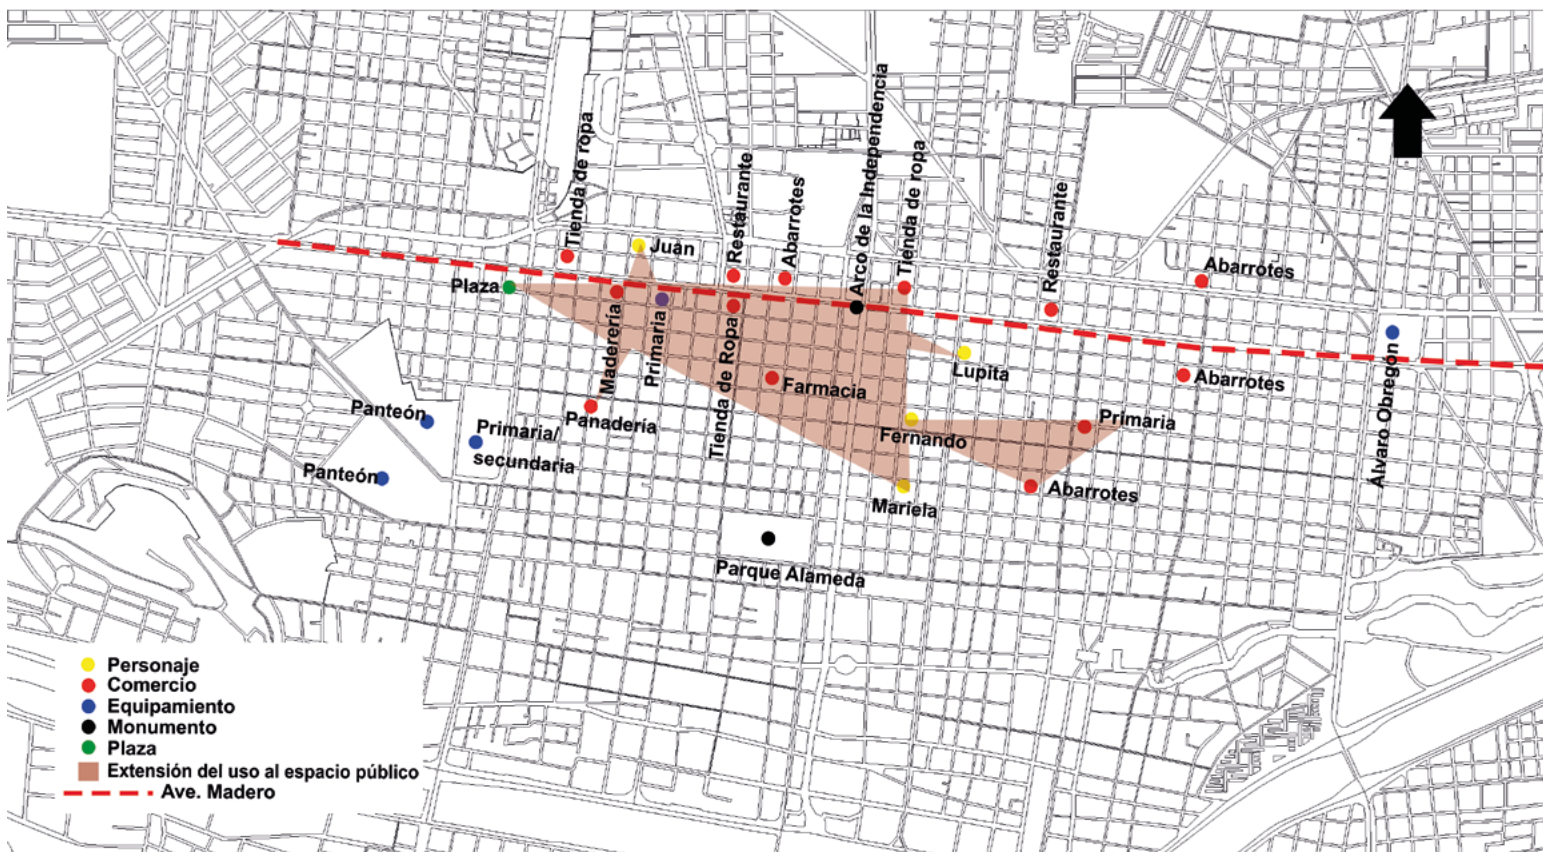 Tienda de ropa
Juan
Restaurante
Abarrotes
Arco de la Independencia
Tienda de ropa
Restaurante
Abarrotes
Plaza
Maderería
Primaria
Tienda de Ropa
Farmacia
Lupita
Abarrotes
Álvaro Obregón
Panteón
Panadería
Primaria/
secundaria
Fernando
Primaria
Panteón
Mariela
Abarrotes
Parque Alameda
Personaje
Comercio
Equipamiento
Monumento
Plaza
Extensión del uso al espacio público
Ave. Madero